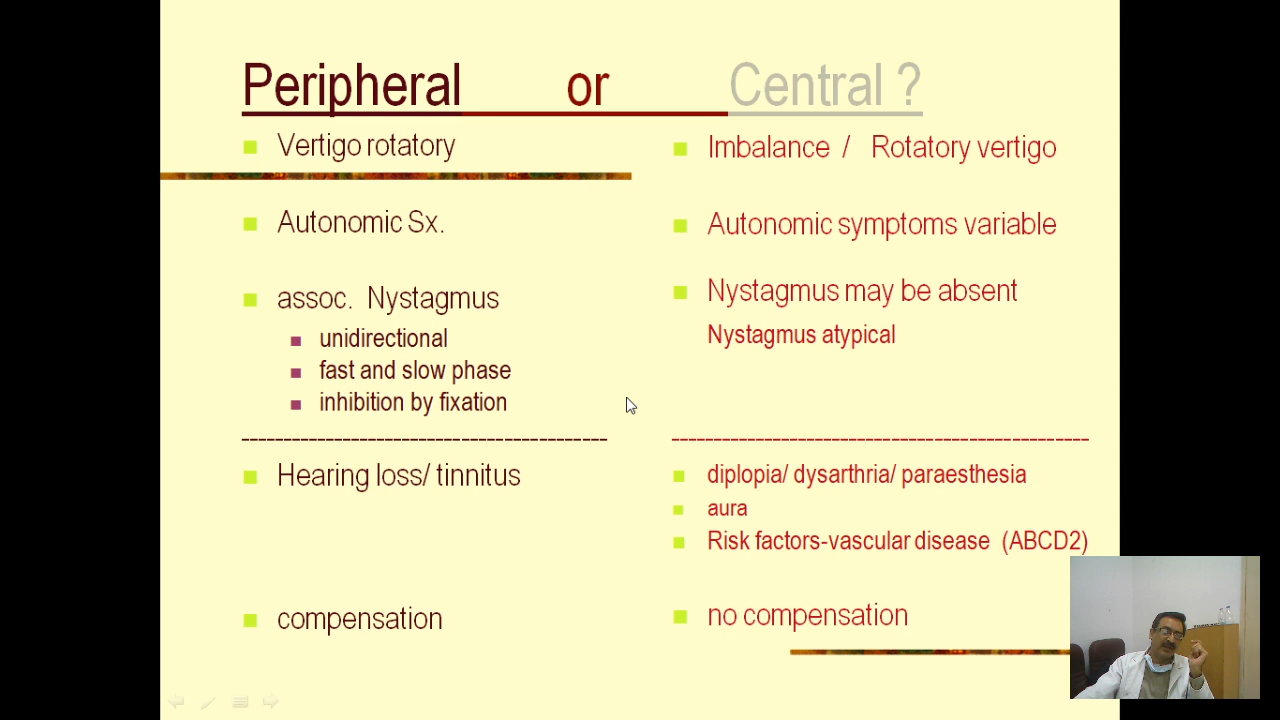 Peripheral or Central ?
Vertigo rotatory
Autonomic Sx.
assoc. Nystagmus
unidirectional
fast and slow phase
inhibition by fixation
--------------------------------------------
Hearing loss/ tinnitus
compensation
Imbalance / Rotatory vertigo
Autonomic symptoms variable
Nystagmus may be absent
Nystagmus atypical
--------------------------------------------------
diplopia/ dysarthria/ paraesthesia
aura
Risk factors-vascular disease (ABCD2)
no compensation